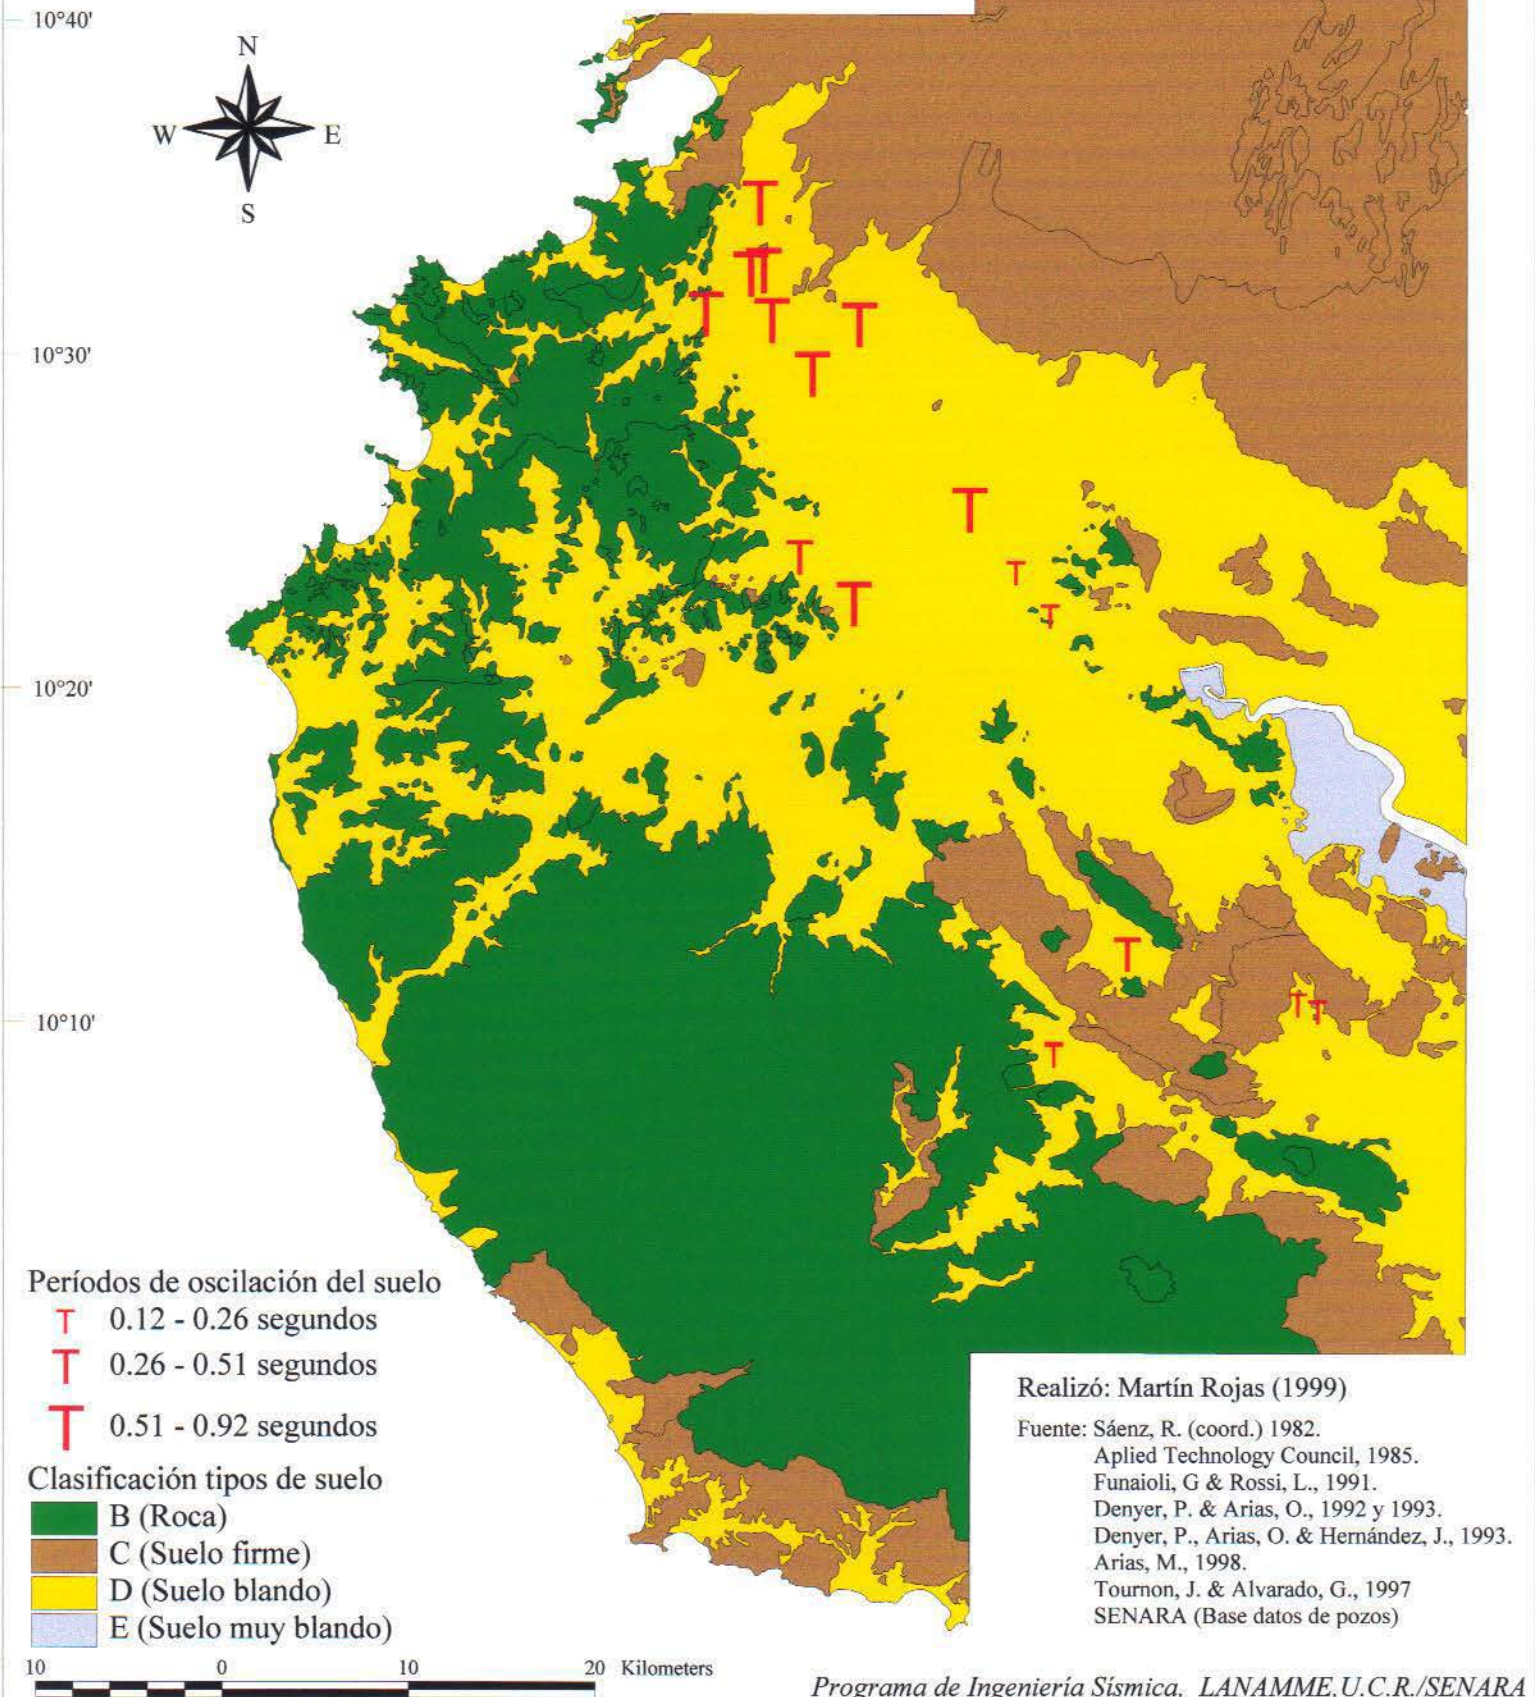 10°40'
N
W E
S
10°30'
10°20'
10°10'
Períodos de oscilación del suelo
T 0.12 - 0.26 segundos
T 0.26 - 0.51 segundos
T 0.51 - 0.92 segundos
Clasificación tipos de suelo
B (Roca)
C (Suelo firme)
D (Suelo blando)
E (Suelo muy blando)
10 0 10 20 Kilometers
Realizó: Martín Rojas (1999)
Fuente: Sáenz, R. (coord.) 1982.
Aplied Technology Council, 1985.
Funaioli, G & Rossi, L., 1991.
Denyer, P. & Arias, O., 1992 y 1993.
Denyer, P., Arias, O. & Hernández, J., 1993.
Arias, M., 1998.
Tournon, J. & Alvarado, G., 1997
SENARA (Base datos de pozos)
Programa de Ingeniería Sísmica, LANAMME,U.C.R./SENARA